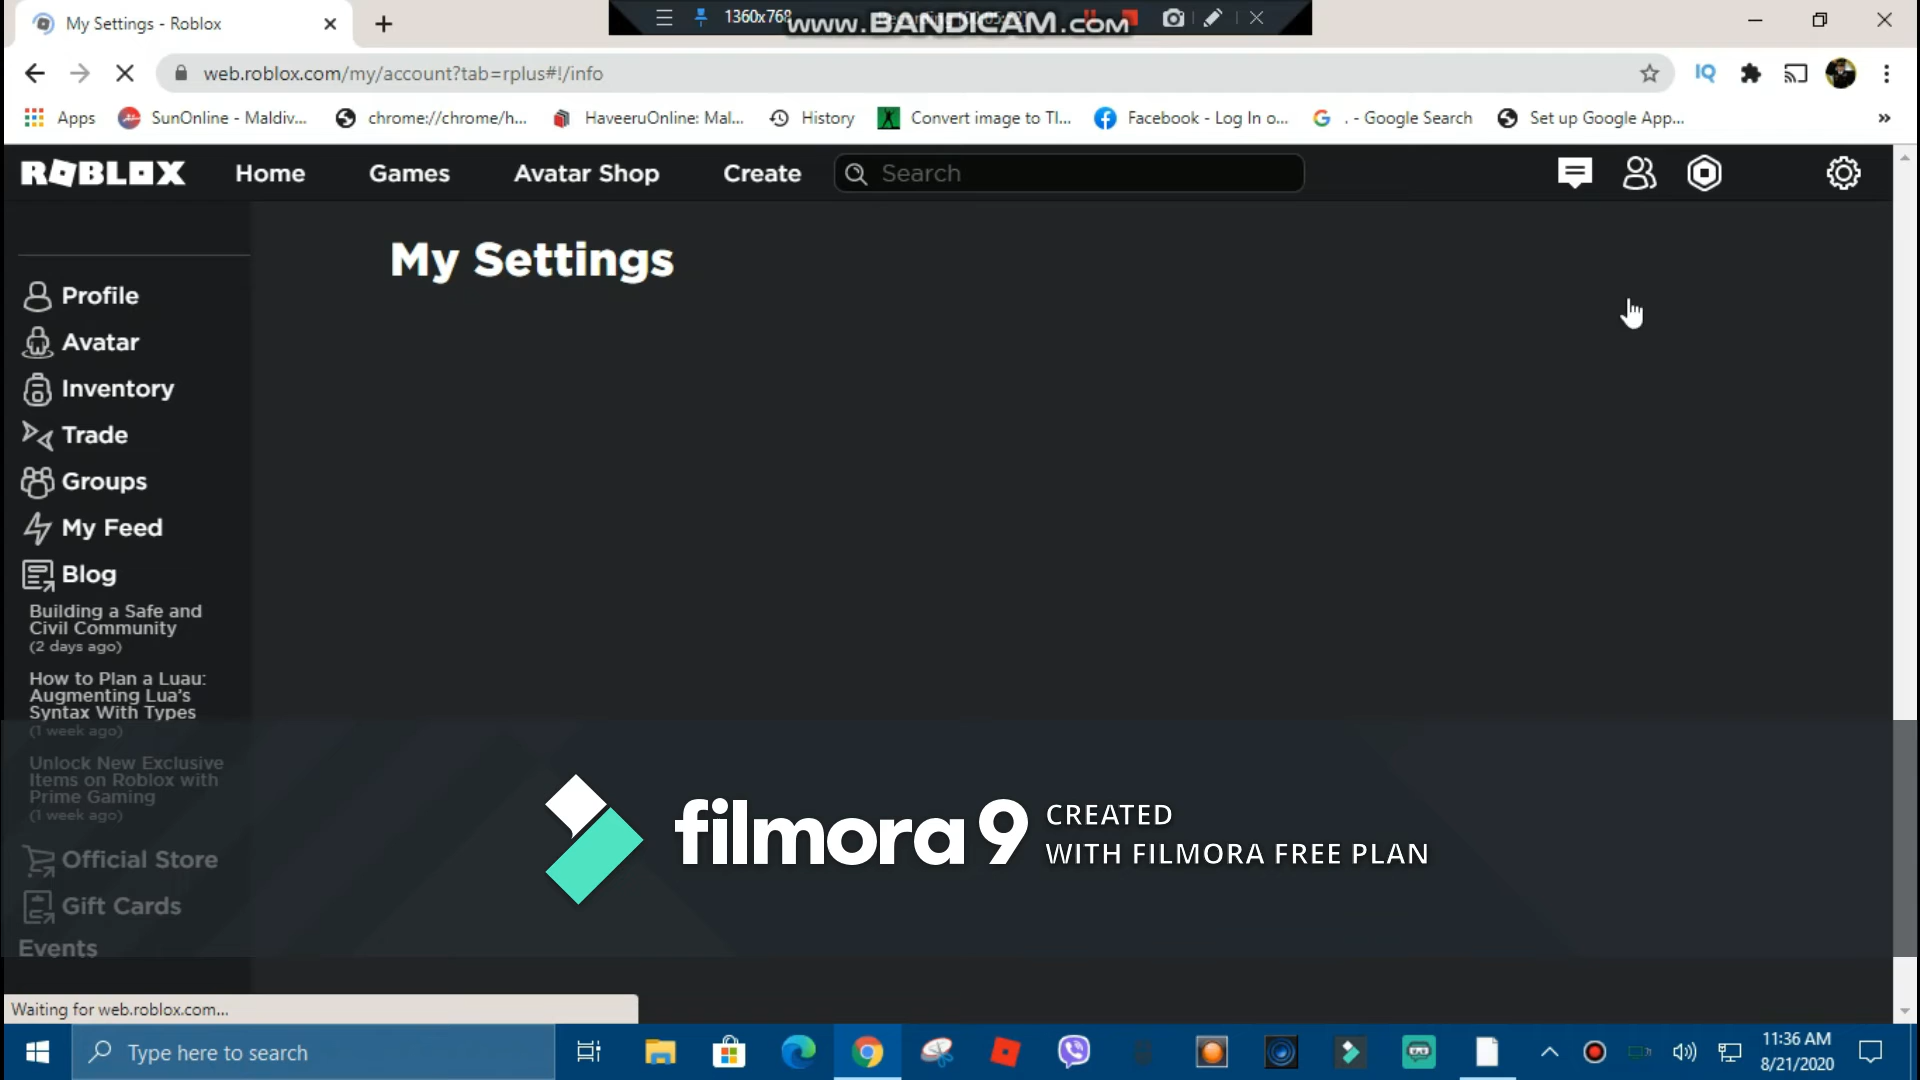 My Settings - Roblox
1360x768
www.BANDICAM.com
web.roblox.com/my/account?tab=rplus#!/info
IQ
Apps
SunOnline - Maldiv...
chrome://chrome/h...
HaveeruOnline: Mal...
History
Convert image to TI...
Facebook - Log In o...
. - Google Search
Set up Google App...
»
ROBLOX
Home
Games
Avatar Shop
Create
Search
My Settings
Profile
Avatar
Inventory
Trade
Groups
My Feed
Blog
Building a Safe and
Civil Community
(2 days ago)
How to Plan a Luau:
Augmenting Lua's
Syntax With Types
(1 week ago)
Unlock New Exclusive
Items on Roblox with
Prime Gaming
(1 week ago)
Official Store
Gift Cards
Events
filmora 9
CREATED
WITH FILMORA FREE PLAN
Waiting for web.roblox.com...
Type here to search
11:36 AM
8/21/2020